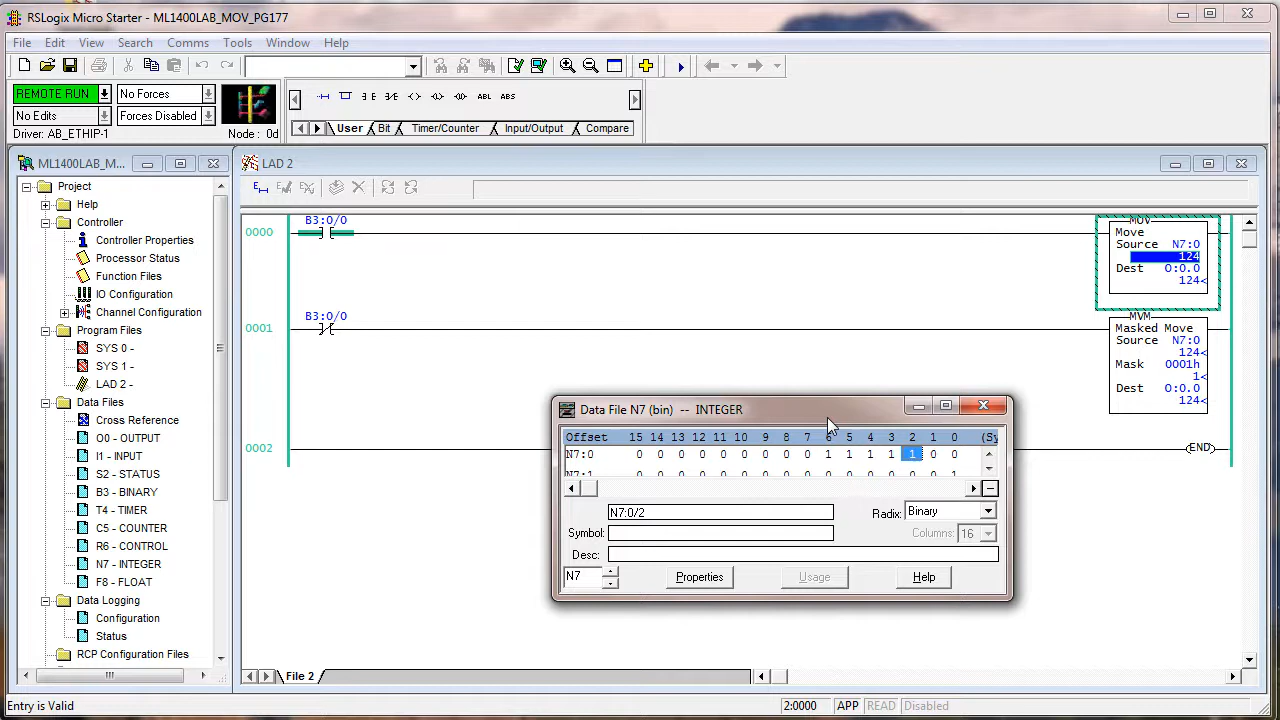 RSLogix Micro Starter - ML1400LAB_MOV_PG177
File Edit View Search Comms Tools Window Help
REMOTE RUN No Forces
No Edits Forces Disabled
Driver: AB_ETHIP-1 Node : 0d
ABL ABS
User Bit Timer/Counter Input/Output Compare
ML1400LAB_M...
Project
Help
Controller
Controller Properties
Processor Status
Function Files
IO Configuration
Channel Configuration
Program Files
SYS 0 -
SYS 1 -
LAD 2 -
Data Files
Cross Reference
O0 - OUTPUT
I1 - INPUT
S2 - STATUS
B3 - BINARY
T4 - TIMER
C5 - COUNTER
R6 - CONTROL
N7 - INTEGER
F8 - FLOAT
Data Logging
Configuration
Status
RCP Configuration Files
LAD 2
0000
B3:0/0
MOV
Move
Source N7:0
124
Dest O:0.0
124<
0001
B3:0/0
MVM
Masked Move
Source N7:0
124<
Mask 0001h
1<
Dest O:0.0
124<
0002
END
File 2
Data File N7 (bin) -- INTEGER
Offset 15 14 13 12 11 10 9 8 7 6 5 4 3 2 1 0 (Sy
N7:0 0 0 0 0 0 0 0 0 0 1 1 1 1 1 0 0
N7:0/2
Radix: Binary
Symbol:
Columns: 16
Desc:
N7 Properties Usage Help
Entry is Valid
2:0000 APP READ Disabled